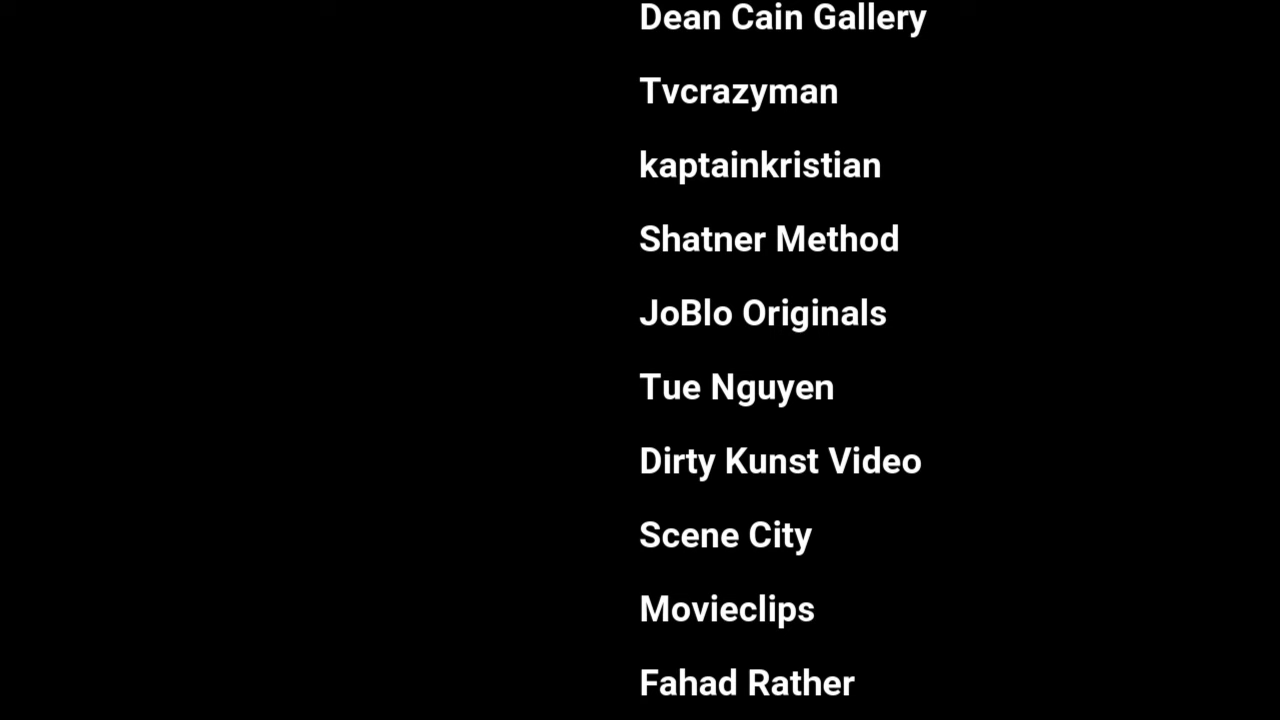 Dean Cain Gallery
Tvcrazyman
kaptainkristian
Shatner Method
JoBlo Originals
Tue Nguyen
Dirty Kunst Video
Scene City
Movieclips
Fahad Rather